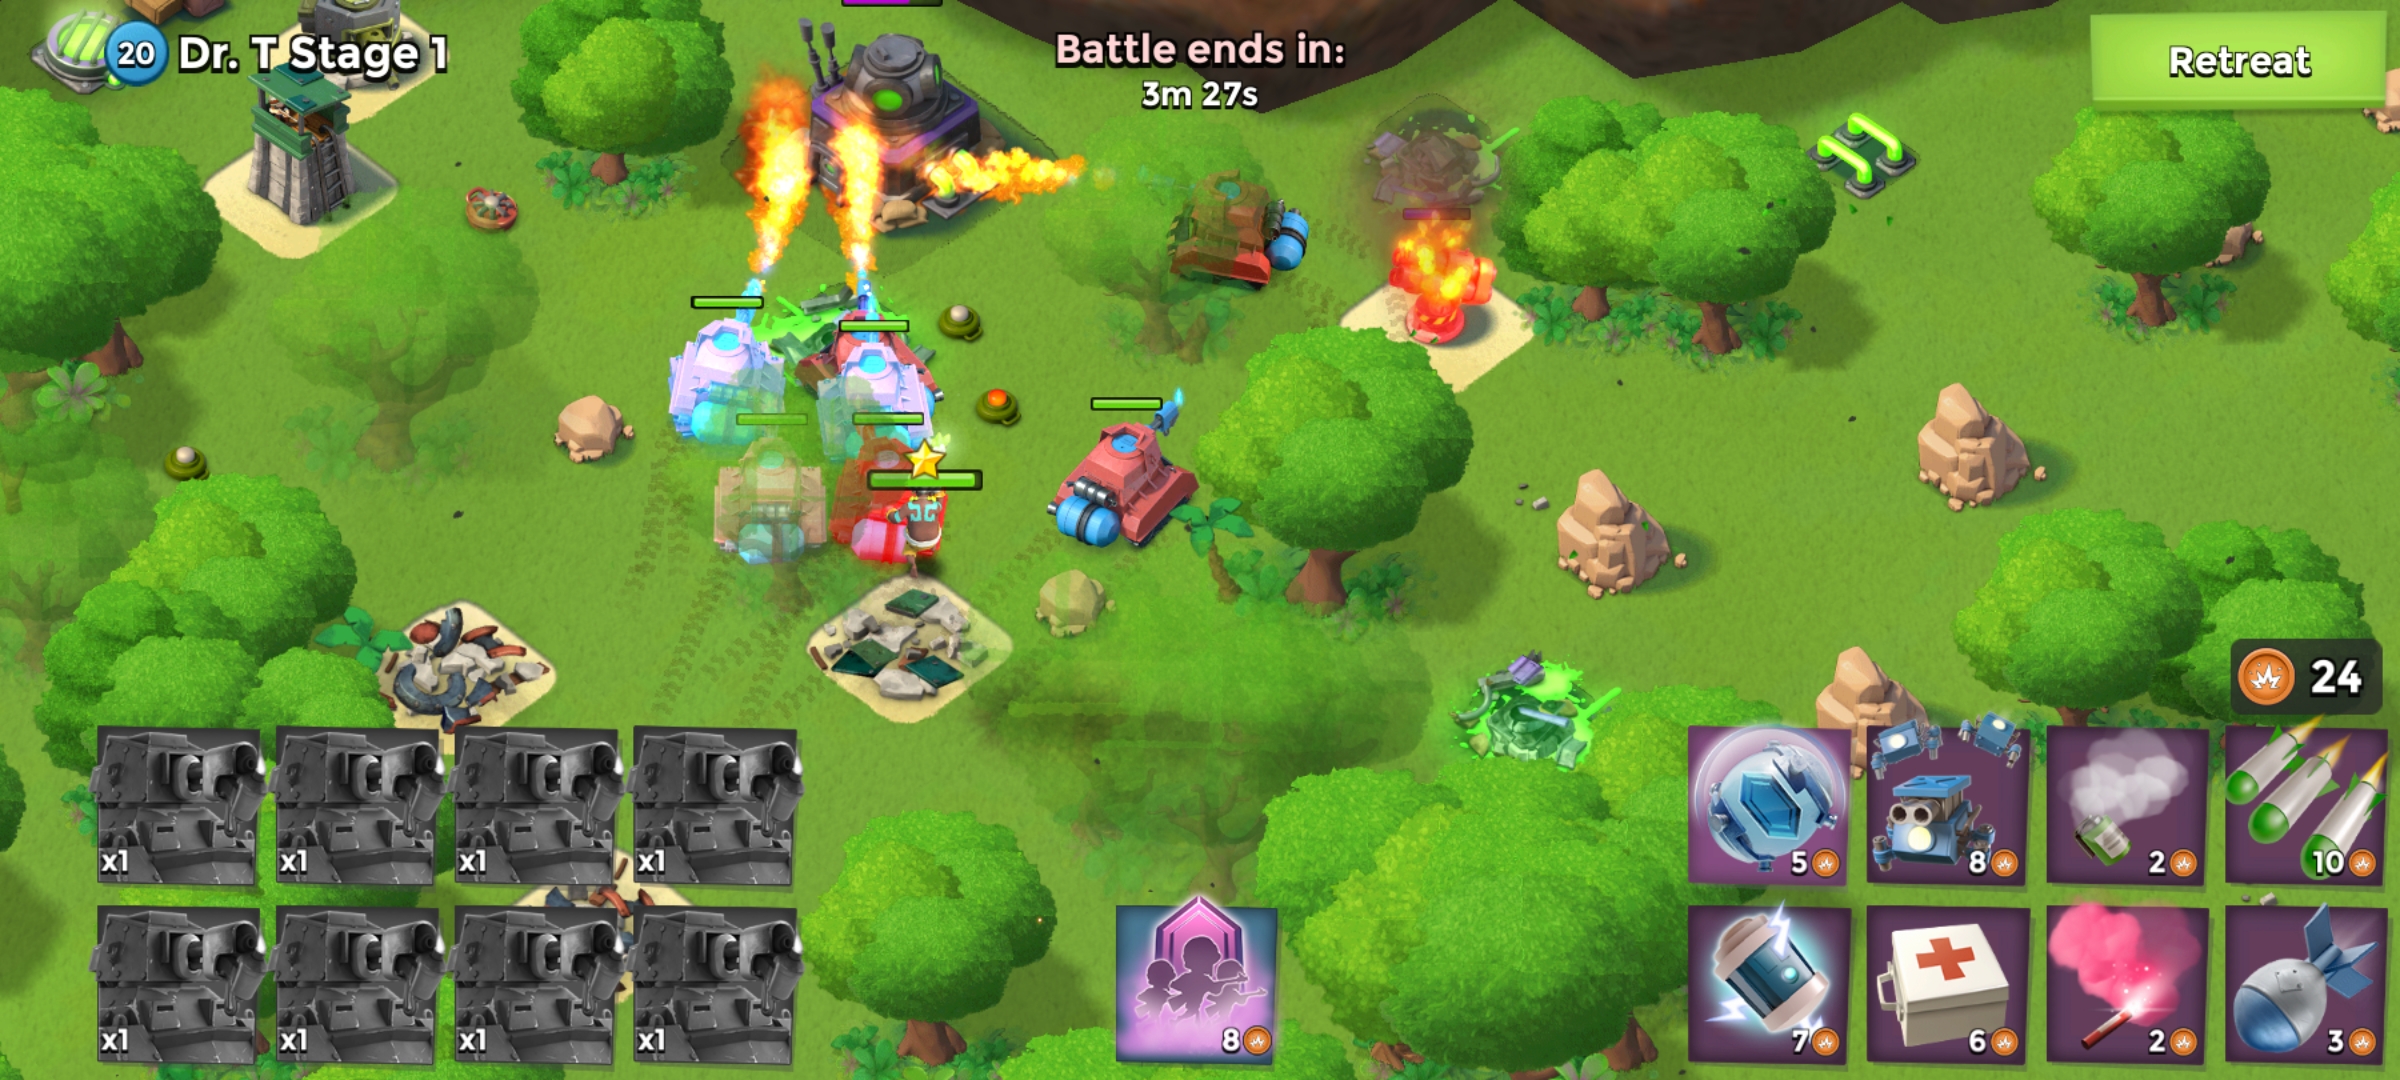 20 Dr. T Stage 1
Battle ends in:
3m 27s
Retreat
24
x1 x1 x1 x1
5 8 2 10
x1 x1 x1 x1
8
7 6 2 3